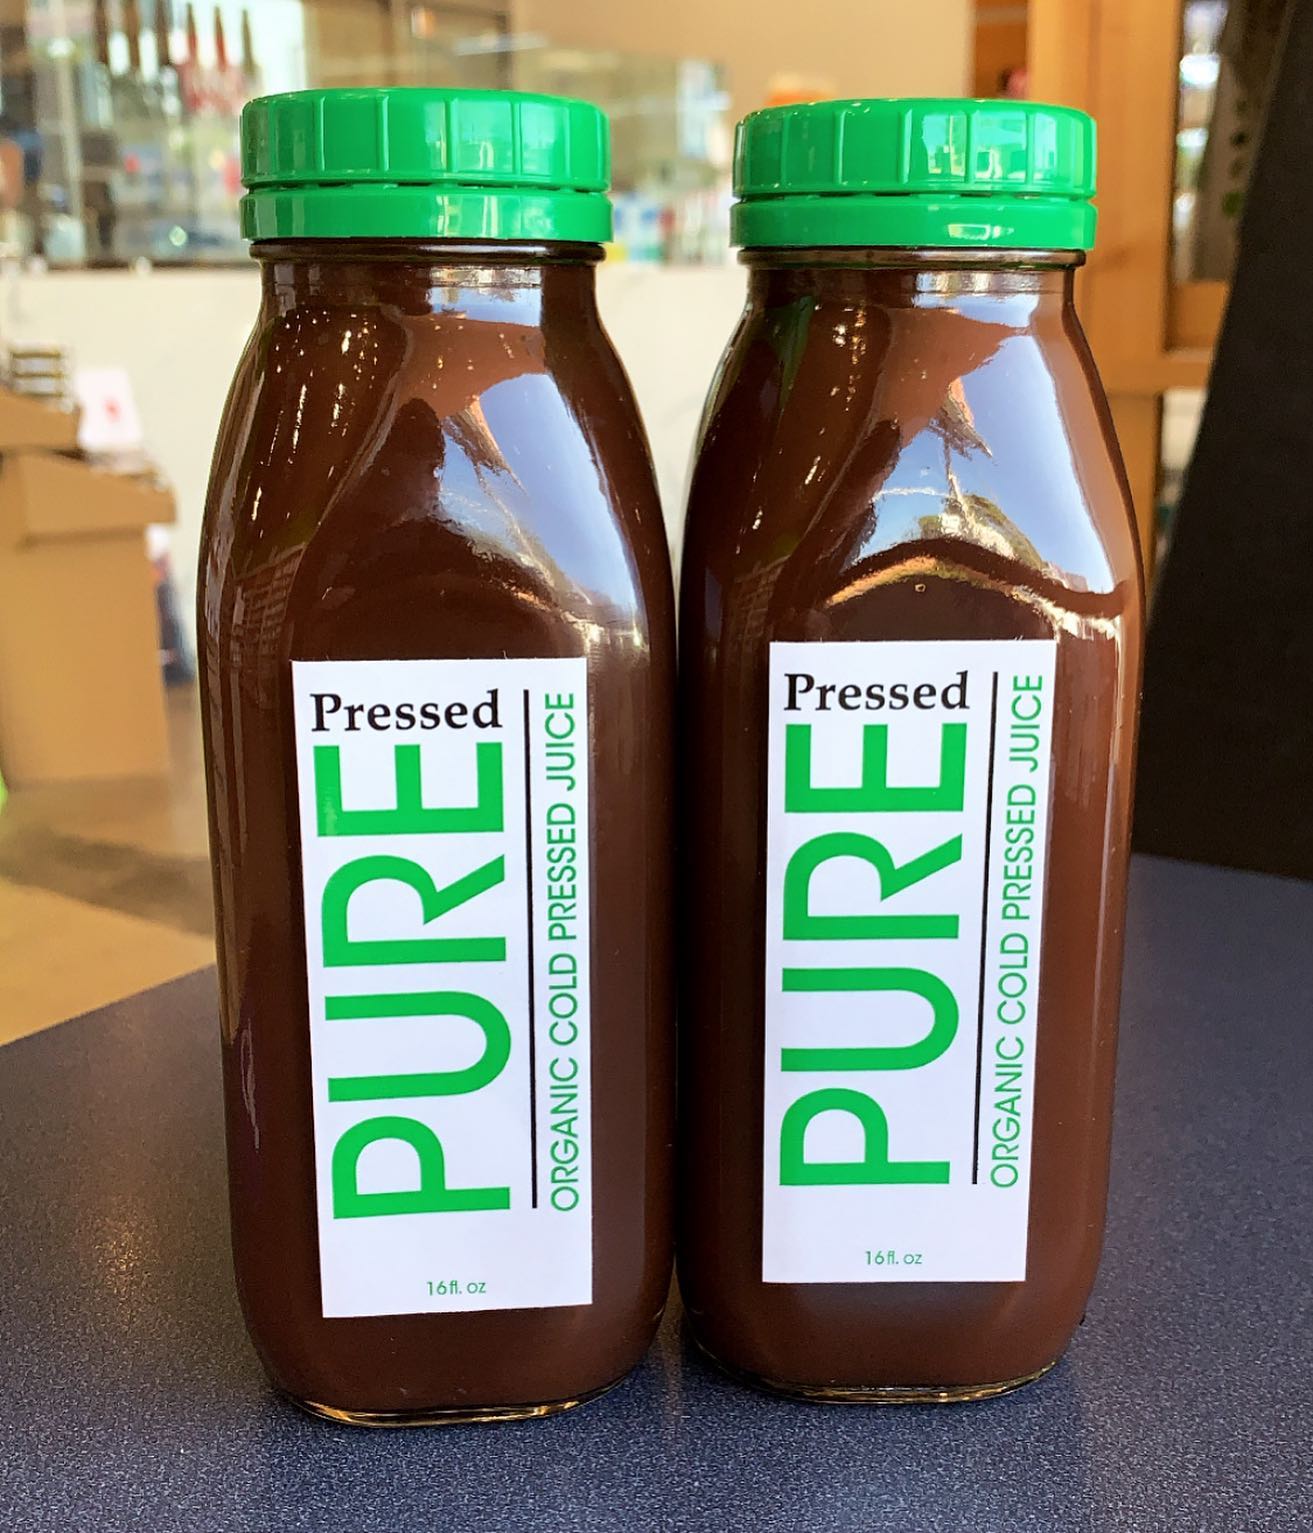 Pressed
PURE
ORGANIC COLD PRESSED JUICE
16fl. oz
Pressed
PURE
ORGANIC COLD PRESSED JUICE
16fl. oz